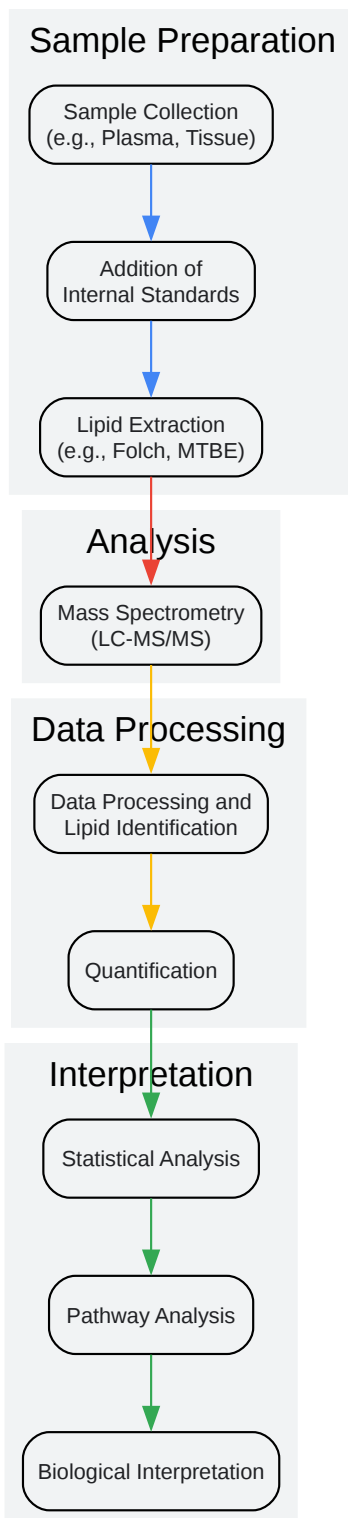 Sample Preparation
Sample Collection
(e.g., Plasma, Tissue)
Addition of
Internal Standards
Lipid Extraction
(e.g., Folch, MTBE)
Analysis
Mass Spectrometry
(LC-MS/MS)
Data Processing
Data Processing and
Lipid Identification
Quantification
Interpretation
Statistical Analysis
Pathway Analysis
Biological Interpretation